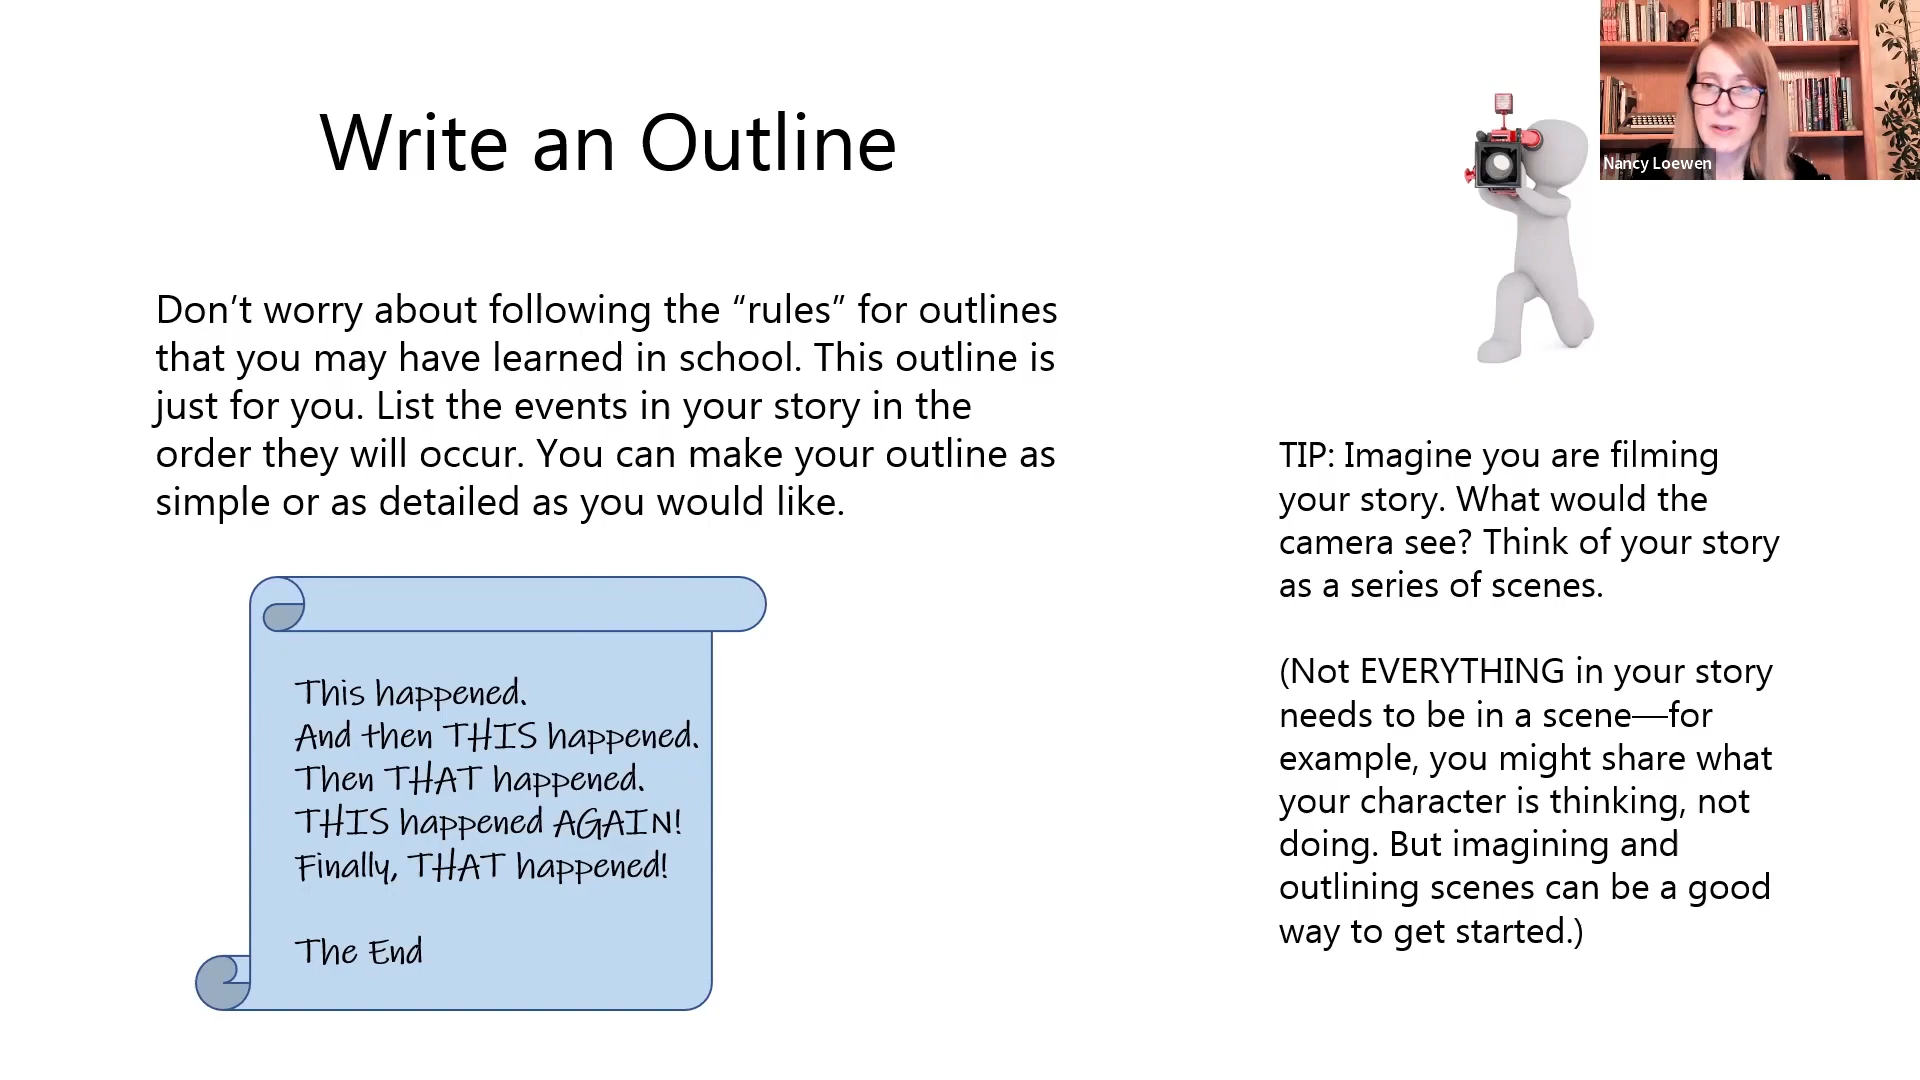 Write an Outline
Don’t worry about following the “rules” for outlines
that you may have learned in school. This outline is
just for you. List the events in your story in the
order they will occur. You can make your outline as
simple or as detailed as you would like.
This happened.
And then THIS happened.
Then THAT happened.
THIS happened AGAIN!
Finally, THAT happened!
The End
Nancy Loewen
TIP: Imagine you are filming
your story. What would the
camera see? Think of your story
as a series of scenes.
(Not EVERYTHING in your story
needs to be in a scene—for
example, you might share what
your character is thinking, not
doing. But imagining and
outlining scenes can be a good
way to get started.)